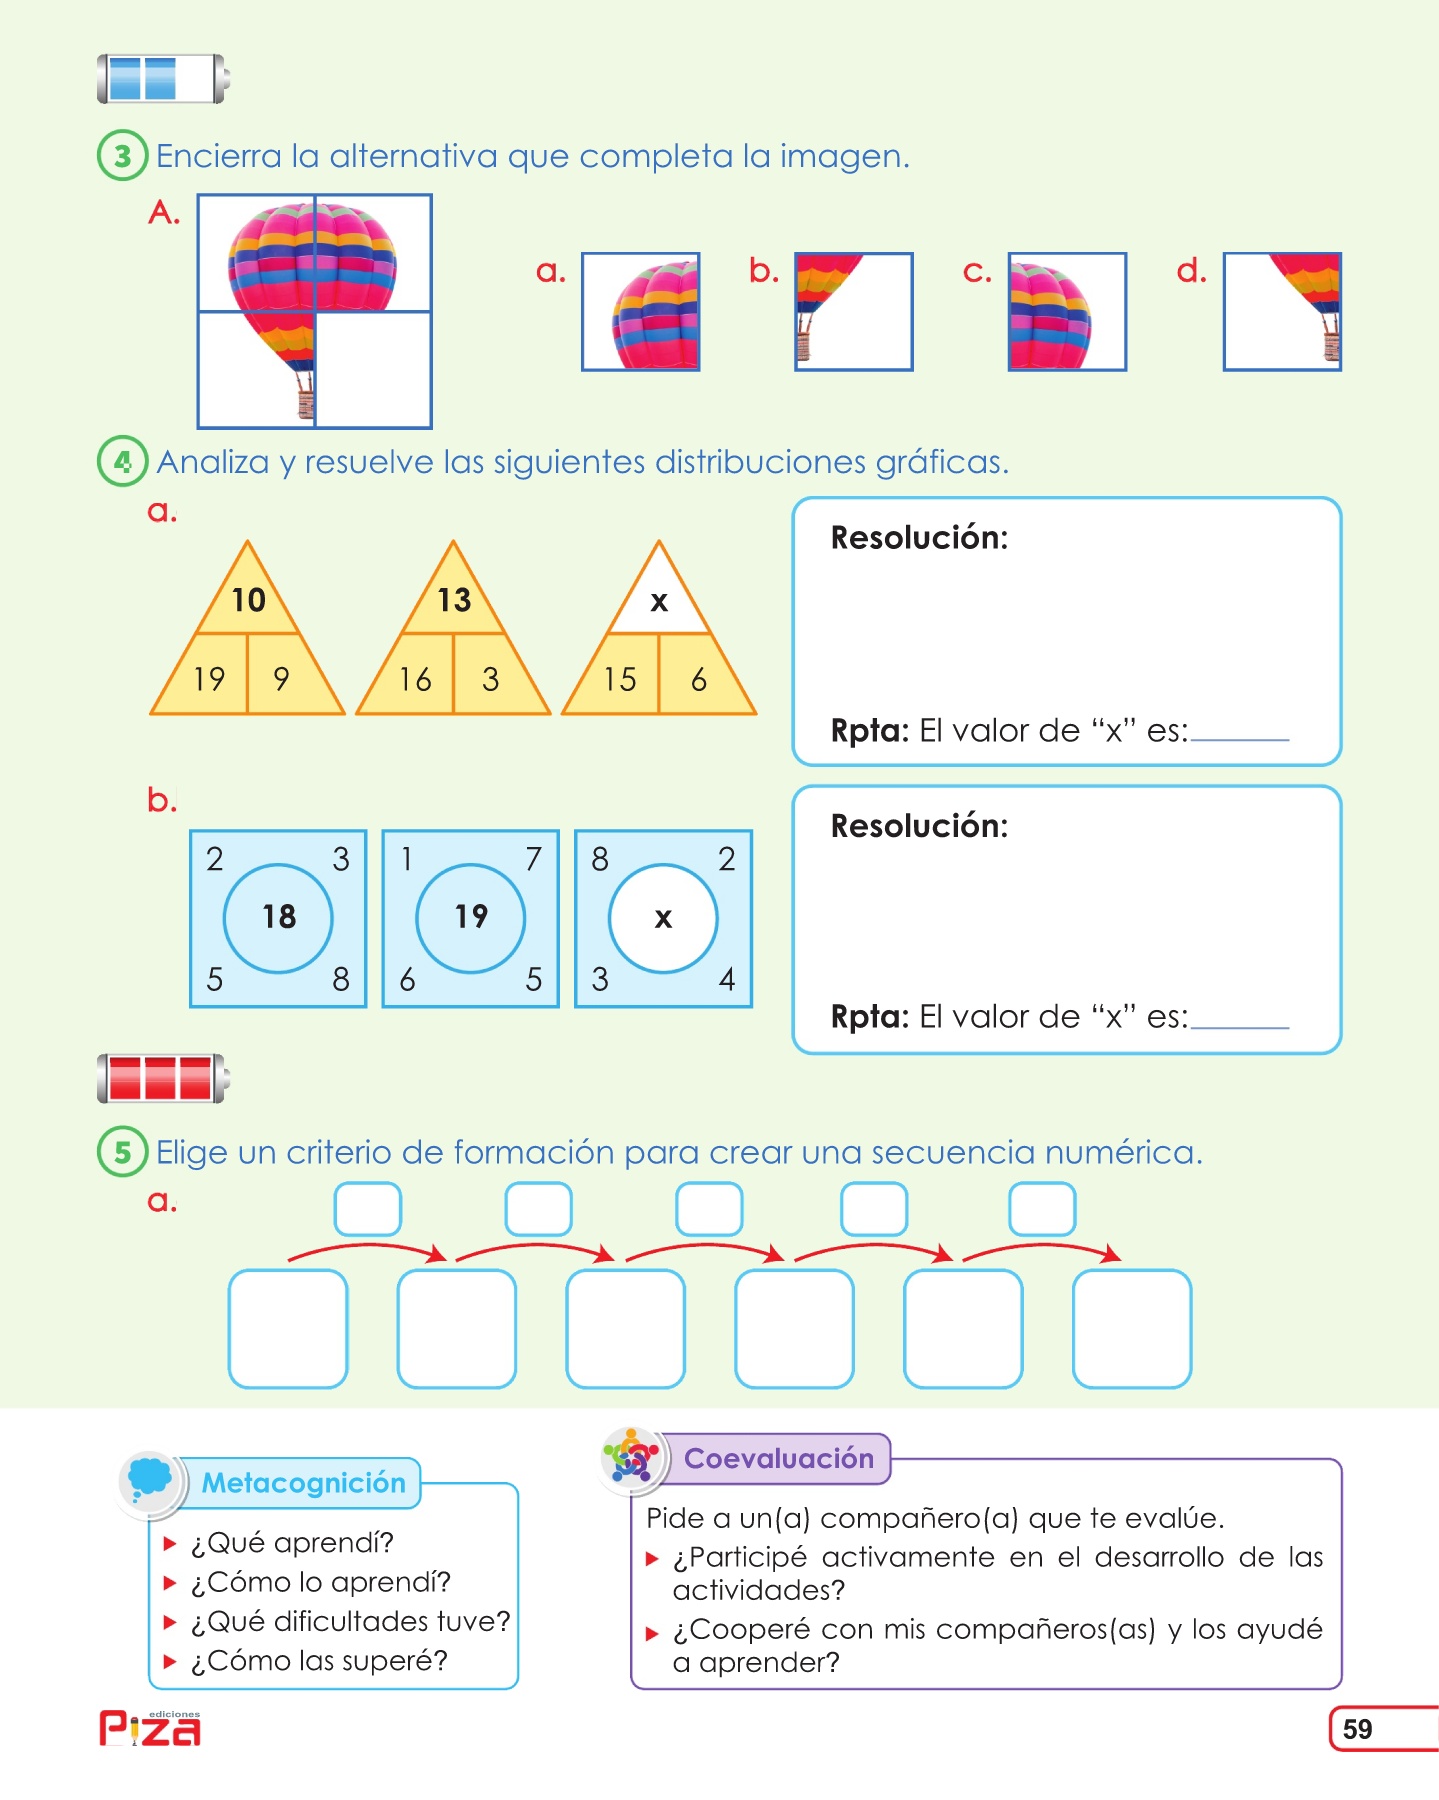 3 Encierra la alternativa que completa la imagen.
A.
a. b. c. d.
4 Analiza y resuelve las siguientes distribuciones gráficas.
a.
10 13 x
19 9 16 3 15 6
Resolución:
Rpta: El valor de “x” es:
b.
2 3 1 7 8 2
18 19 x
5 8 6 5 3 4
Resolución:
Rpta: El valor de “x” es:
5 Elige un criterio de formación para crear una secuencia numérica.
a.
Metacognición
▶ ¿Qué aprendí?
▶ ¿Cómo lo aprendí?
▶ ¿Qué dificultades tuve?
▶ ¿Cómo las superé?
Coevaluación
Pide a un(a) compañero(a) que te evalúe.
▶ ¿Participé activamente en el desarrollo de las
actividades?
▶ ¿Cooperé con mis compañeros(as) y los ayudé
a aprender?
ediciones
Piza
59